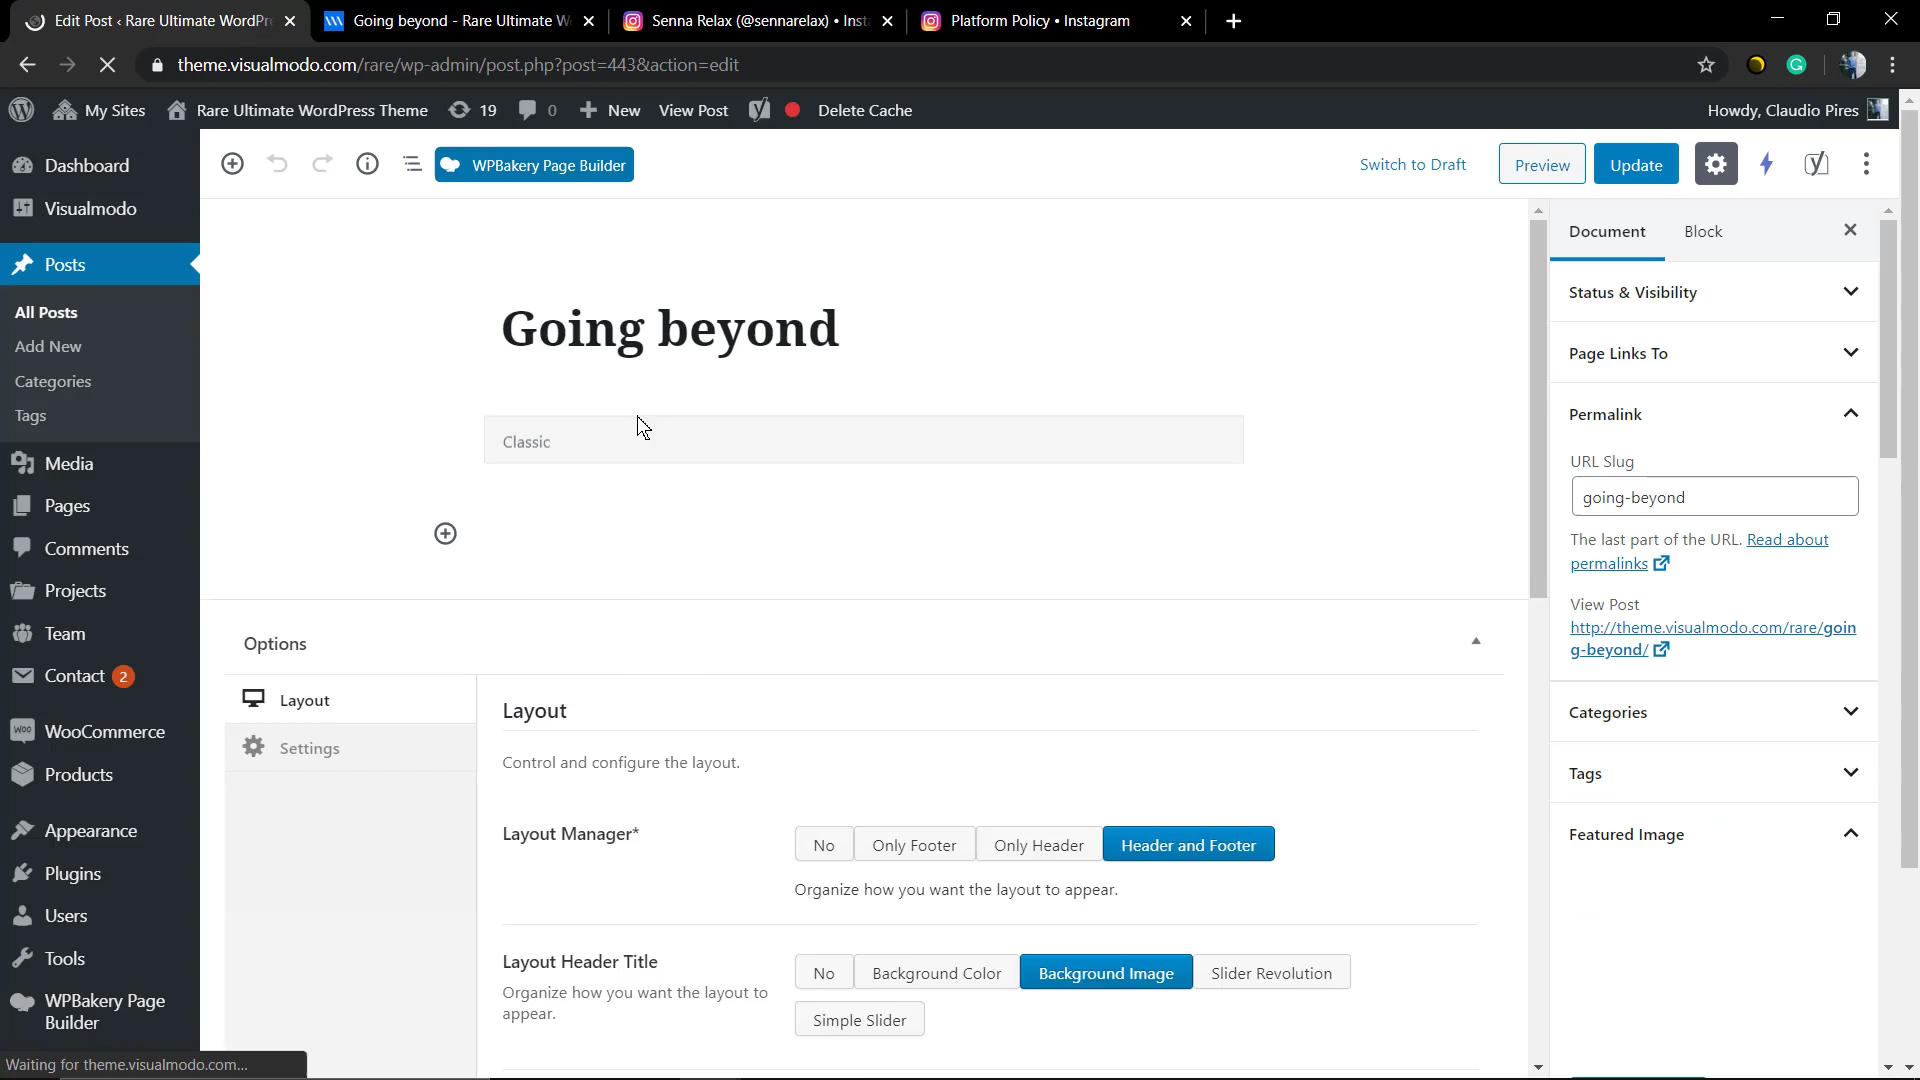 Edit Post ‹ Rare Ultimate WordPr
Going beyond - Rare Ultimate W
Senna Relax (@sennarelax) • Inst
Platform Policy • Instagram
theme.visualmodo.com/rare/wp-admin/post.php?post=443&action=edit
My Sites
Rare Ultimate WordPress Theme
19
0
New
View Post
Delete Cache
Howdy, Claudio Pires
Dashboard
Visualmodo
Posts
All Posts
Add New
Categories
Tags
Media
Pages
Comments
Projects
Team
Contact 2
WooCommerce
Products
Appearance
Plugins
Users
Tools
WPBakery Page
Builder
Waiting for theme.visualmodo.com...
WPBakery Page Builder
Switch to Draft
Preview
Update
Going beyond
Classic
Options
Layout
Settings
Layout
Control and configure the layout.
Layout Manager*
No
Only Footer
Only Header
Header and Footer
Organize how you want the layout to appear.
Layout Header Title
Organize how you want the layout to
appear.
No
Background Color
Background Image
Slider Revolution
Simple Slider
Document
Block
Status & Visibility
Page Links To
Permalink
URL Slug
going-beyond
The last part of the URL. Read about
permalinks
View Post
http://theme.visualmodo.com/rare/goin
g-beyond/
Categories
Tags
Featured Image